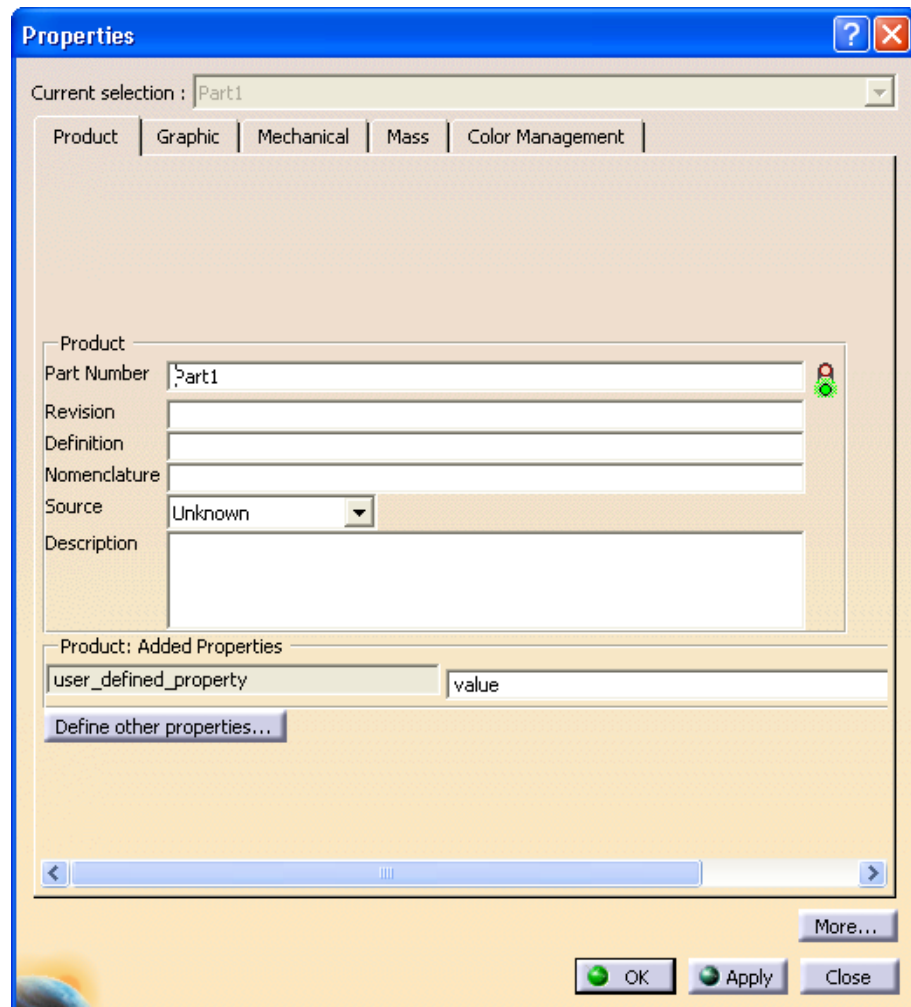 Properties
Current selection : Part1
Product Graphic Mechanical Mass Color Management
Product
Part Number Part1
Revision
Definition
Nomenclature
Source Unknown
Description
Product: Added Properties
user_defined_property value
Define other properties...
More...
OK Apply Close